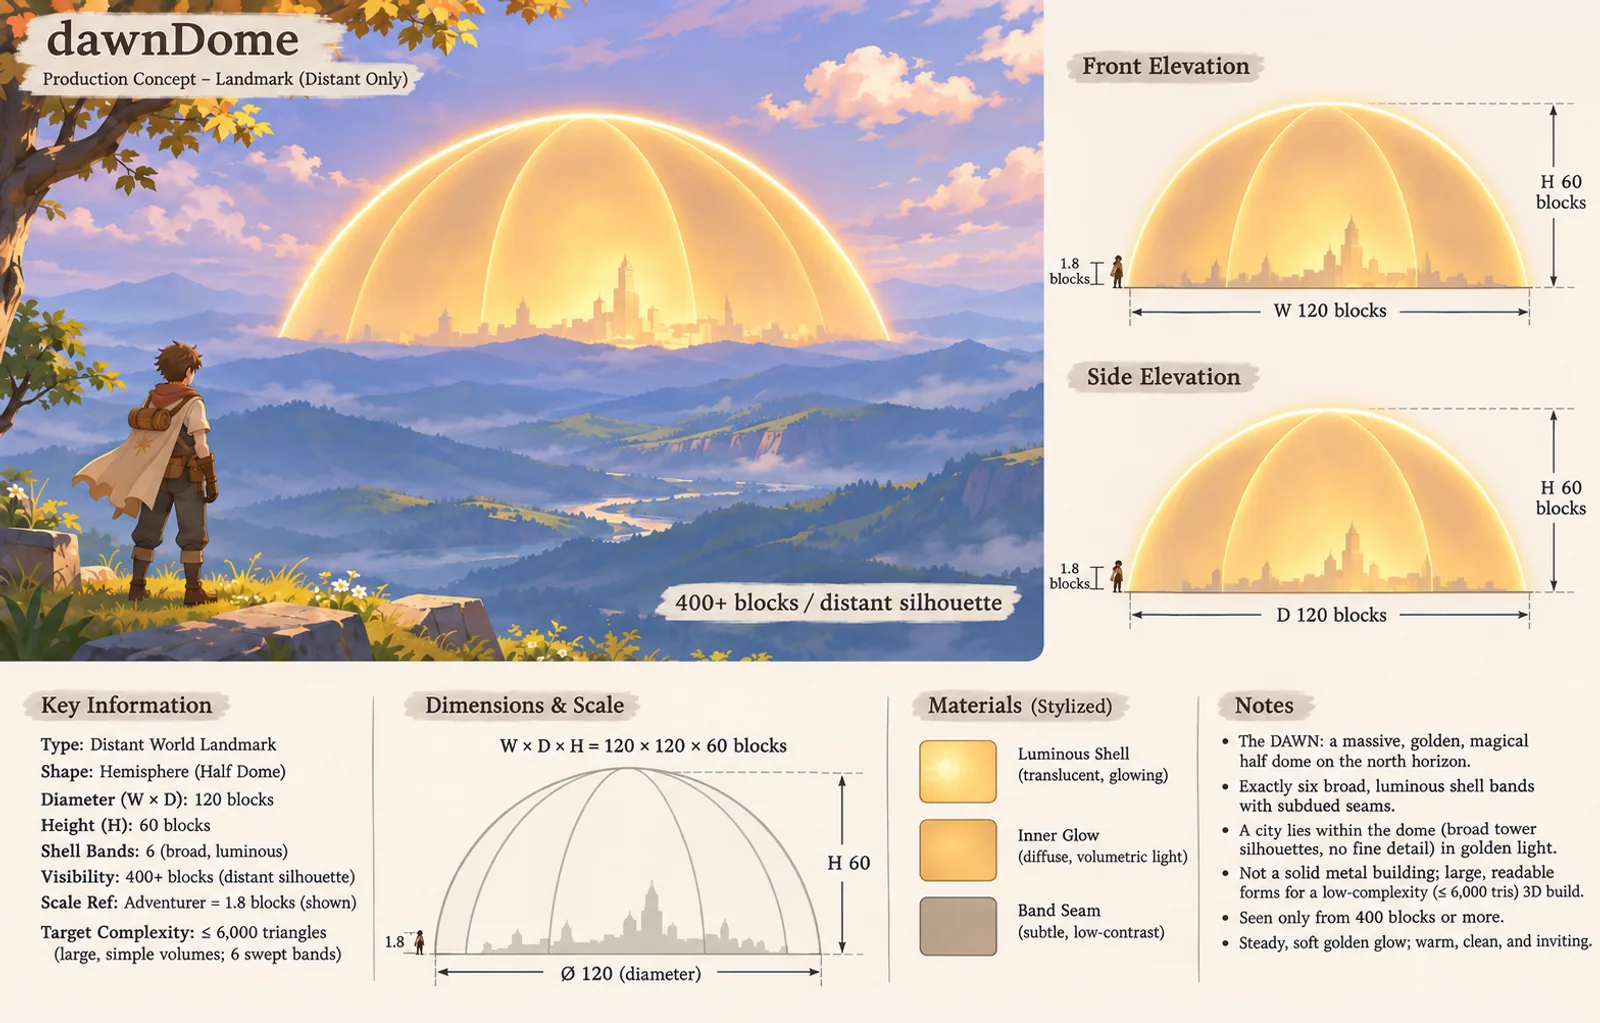 dawnDome
Production Concept – Landmark (Distant Only)
400+ blocks / distant silhouette
Front Elevation
H 60
blocks
1.8
blocks
W 120 blocks
Side Elevation
H 60
blocks
1.8
blocks
D 120 blocks
Key Information
Type: Distant World Landmark
Shape: Hemisphere (Half Dome)
Diameter (W × D): 120 blocks
Height (H): 60 blocks
Shell Bands: 6 (broad, luminous)
Visibility: 400+ blocks (distant silhouette)
Scale Ref: Adventurer = 1.8 blocks (shown)
Target Complexity: ≤ 6,000 triangles
(large, simple volumes; 6 swept bands)
Dimensions & Scale
W × D × H = 120 × 120 × 60 blocks
H 60
1.8
Ø 120 (diameter)
Materials (Stylized)
Luminous Shell
(translucent, glowing)
Inner Glow
(diffuse, volumetric light)
Band Seam
(subtle, low-contrast)
Notes
• The DAWN: a massive, golden, magical
half dome on the north horizon.
• Exactly six broad, luminous shell bands
with subdued seams.
• A city lies within the dome (broad tower
silhouettes, no fine detail) in golden light.
• Not a solid metal building; large, readable
forms for a low-complexity (≤ 6,000 tris) 3D build.
• Seen only from 400 blocks or more.
• Steady, soft golden glow; warm, clean, and inviting.